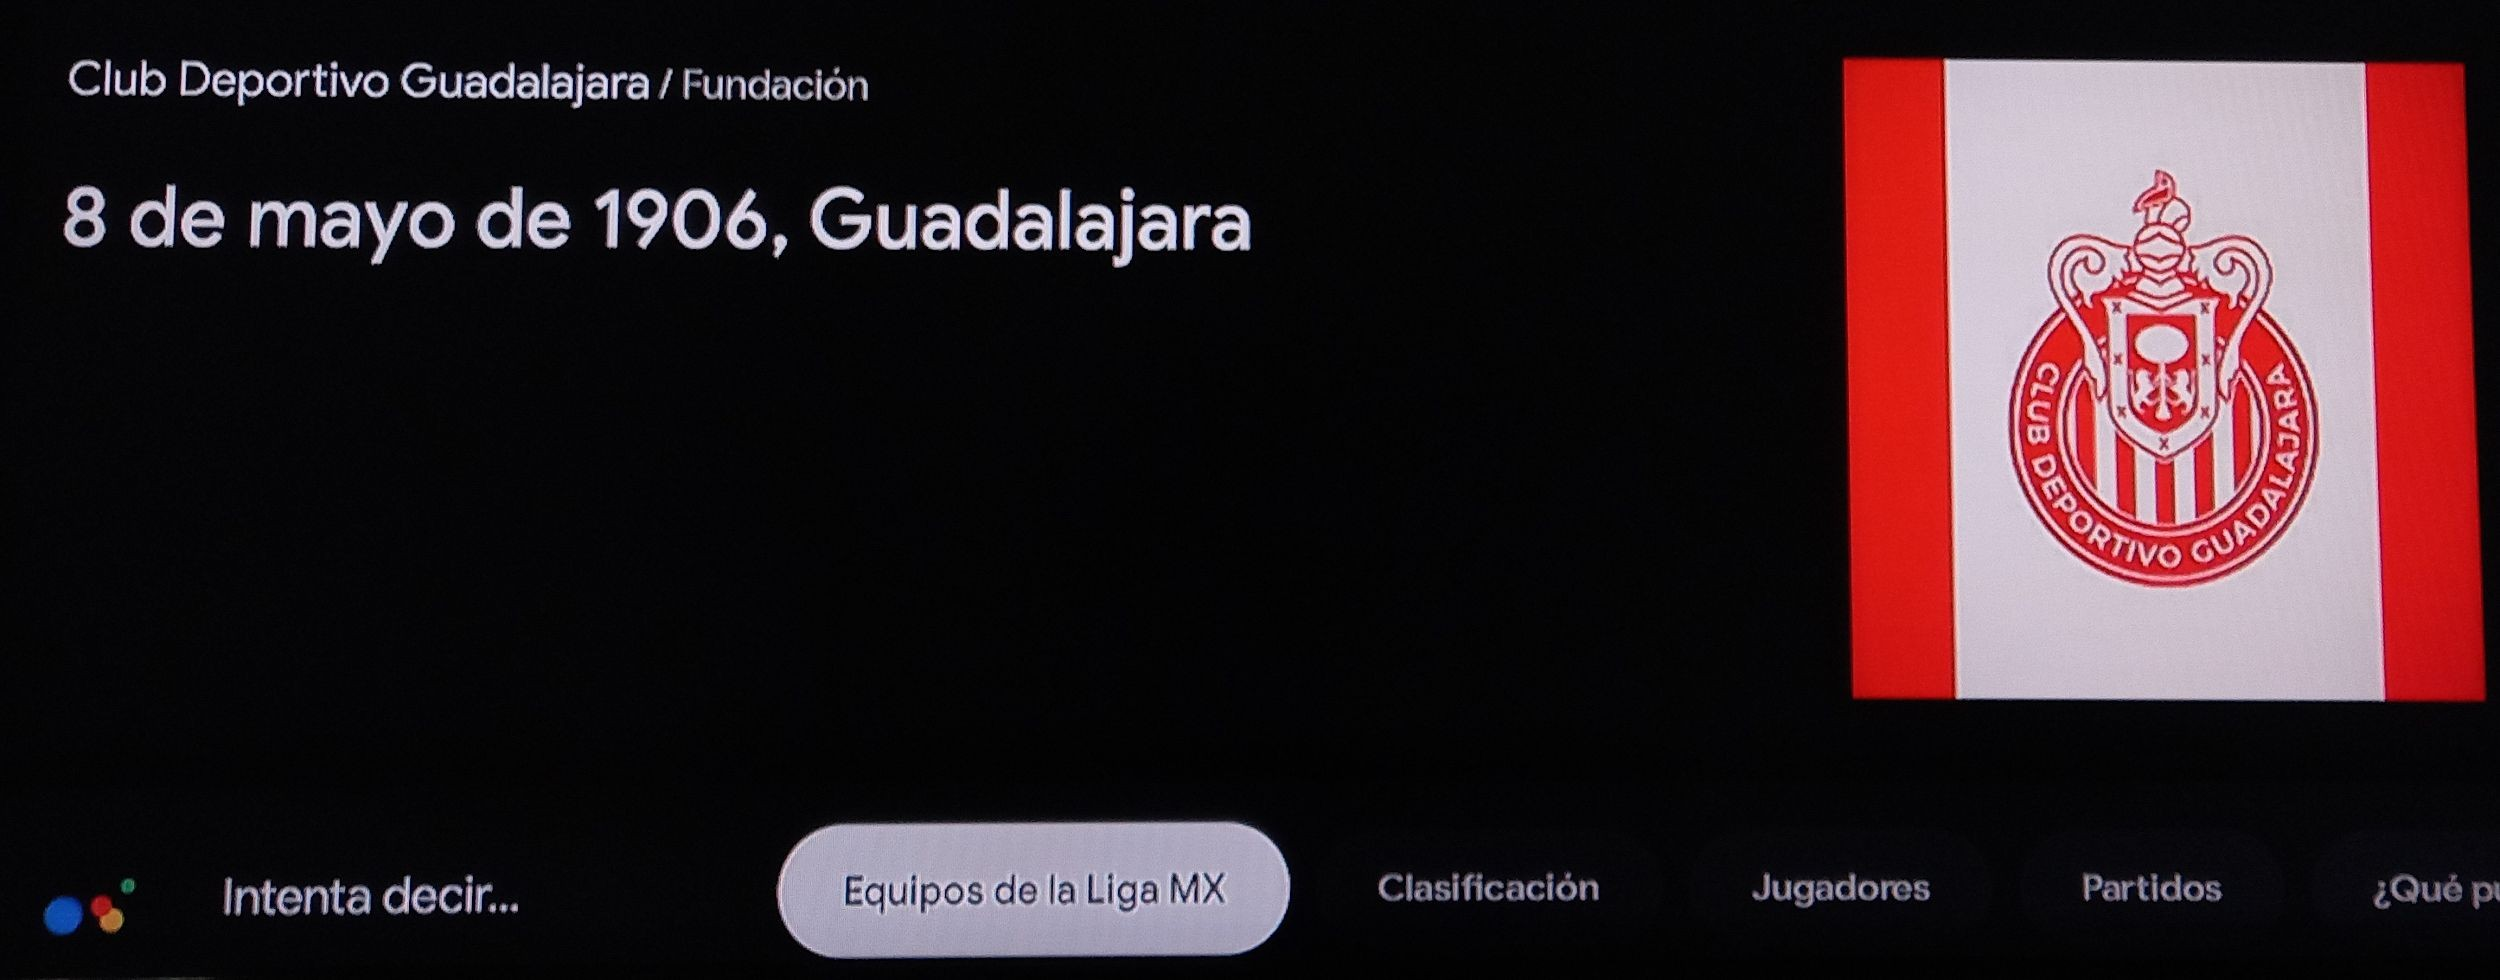 Club Deportivo Guadalajara / Fundación
8 de mayo de 1906, Guadalajara
CLUB DEPORTIVO GUADALAJARA
Intenta decir...
Equipos de la Liga MX
Clasificación
Jugadores
Partidos
¿Qué